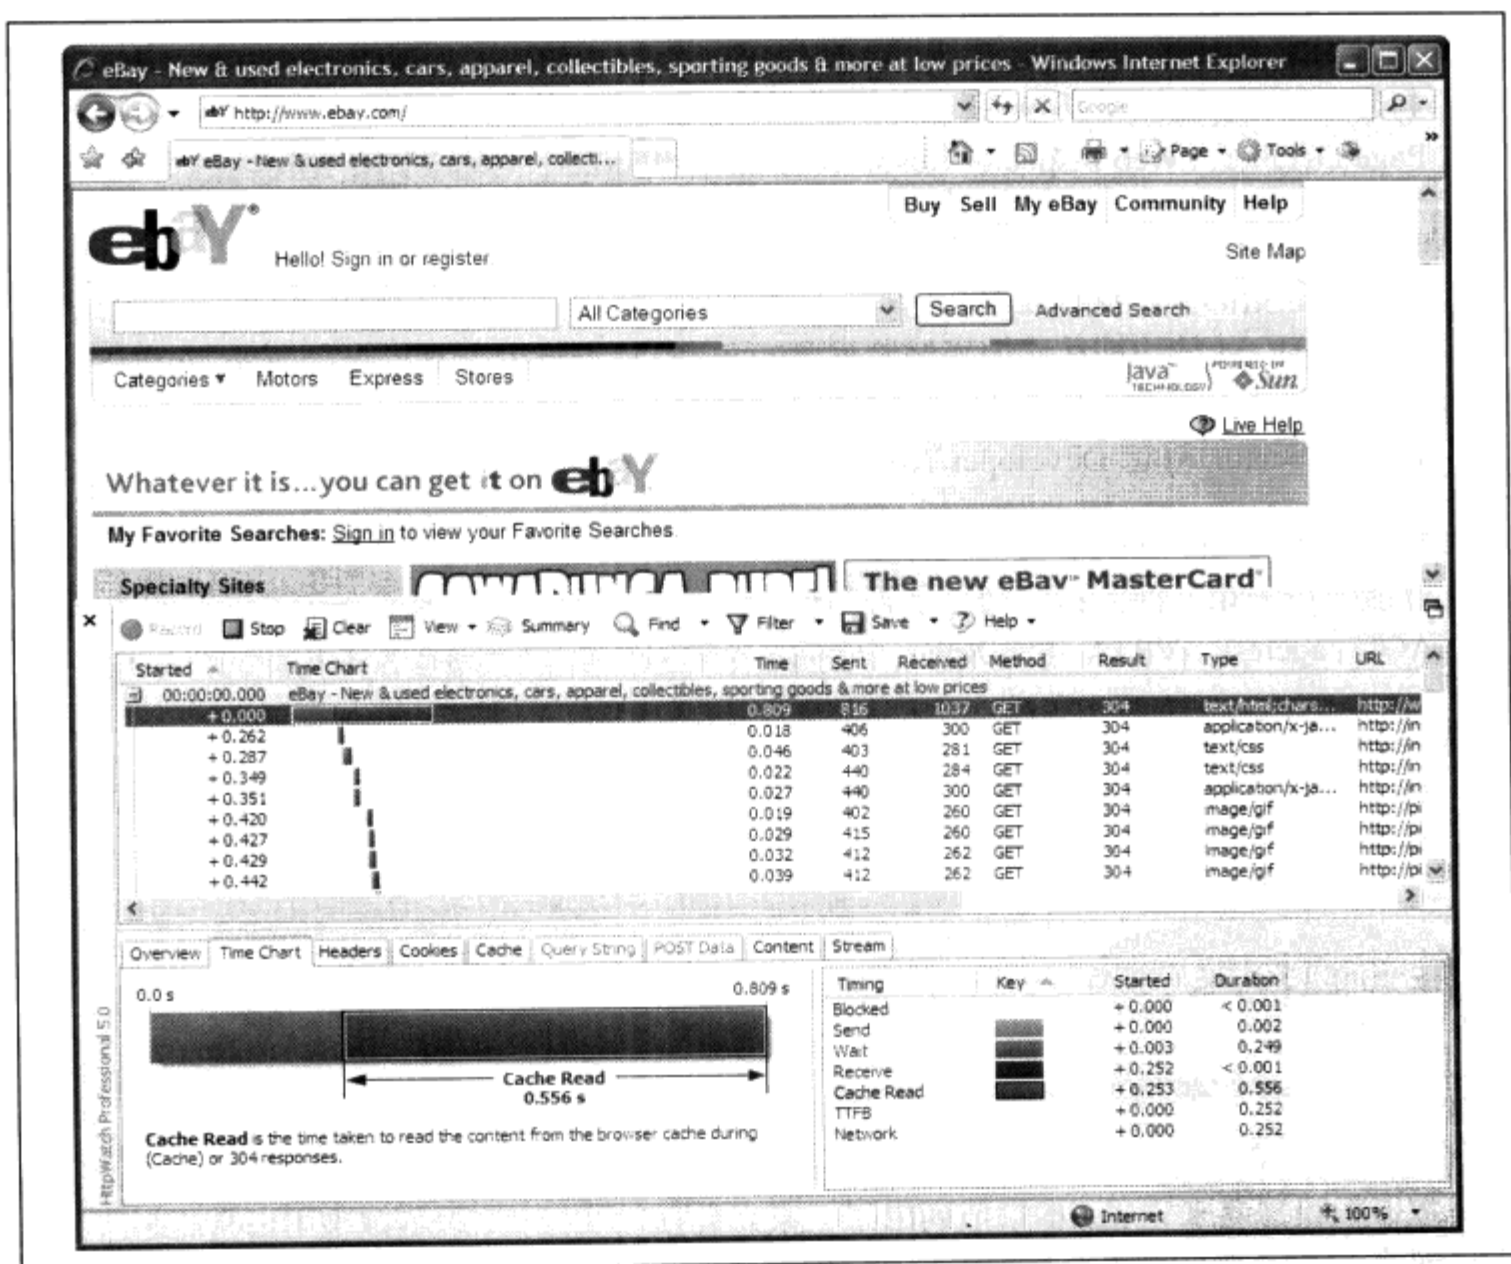 eBay - New & used electronics, cars, apparel, collectibles, sporting goods & more at low prices - Windows Internet Explorer
http://www.ebay.com/
Google
eBay - New & used electronics, cars, apparel, collecti...
Page
Tools
»
Buy Sell My eBay Community Help
ebaY®
Hello! Sign in or register.
Site Map
All Categories
Search
Advanced Search
Categories ▼ Motors Express Stores
Java™ TECHNOLOGY POWERED BY Sun
Live Help
Whatever it is...you can get it on ebaY
My Favorite Searches: Sign in to view your Favorite Searches.
Specialty Sites
The new eBay™ MasterCard®
Record Stop Clear View Summary Find Filter Save Help
Started Time Chart Time Sent Received Method Result Type URL
00:00:00.000 eBay - New & used electronics, cars, apparel, collectibles, sporting goods & more at low prices
+ 0.000 0.809 816 1037 GET 304 text/html;chars... http://w
+ 0.262 0.018 406 300 GET 304 application/x-ja... http://in
+ 0.287 0.046 403 281 GET 304 text/css http://in
+ 0.349 0.022 440 284 GET 304 text/css http://in
+ 0.351 0.027 440 300 GET 304 application/x-ja... http://in
+ 0.420 0.019 402 260 GET 304 image/gif http://pi
+ 0.427 0.029 415 260 GET 304 image/gif http://pi
+ 0.429 0.032 412 262 GET 304 image/gif http://pi
+ 0.442 0.039 412 262 GET 304 image/gif http://pi
Overview Time Chart Headers Cookies Cache Query String POST Data Content Stream
0.0 s 0.809 s
Cache Read
0.556 s
Cache Read is the time taken to read the content from the browser cache during
(Cache) or 304 responses.
Timing Key Started Duration
Blocked + 0.000 < 0.001
Send + 0.000 0.002
Wait + 0.003 0.249
Receive + 0.252 < 0.001
Cache Read + 0.253 0.556
TTFB + 0.000 0.252
Network + 0.000 0.252
HttpWatch Professional 5.0
Internet
100%